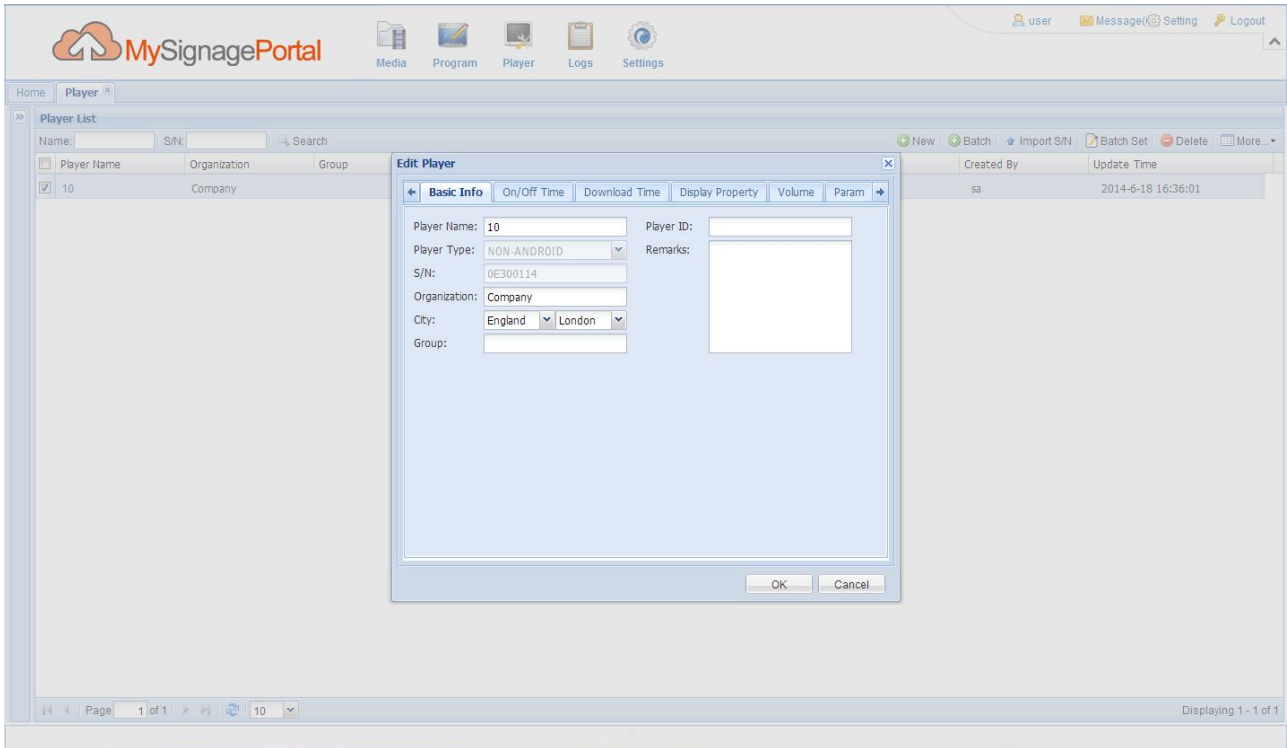 user Message( Setting Logout
MySignagePortal
Media Program Player Logs Settings
Home Player
Player List
Name: S/N: Search New Batch Import S/N Batch Set Delete More...
Player Name Organization Group Created By Update Time
10 Company sa 2014-6-18 16:36:01
Edit Player
Basic Info On/Off Time Download Time Display Property Volume Param
Player Name: 10 Player ID:
Player Type: NON-ANDROID Remarks:
S/N: 0E300114
Organization: Company
City: England London
Group:
OK Cancel
Page 1 of 1 10 Displaying 1 - 1 of 1